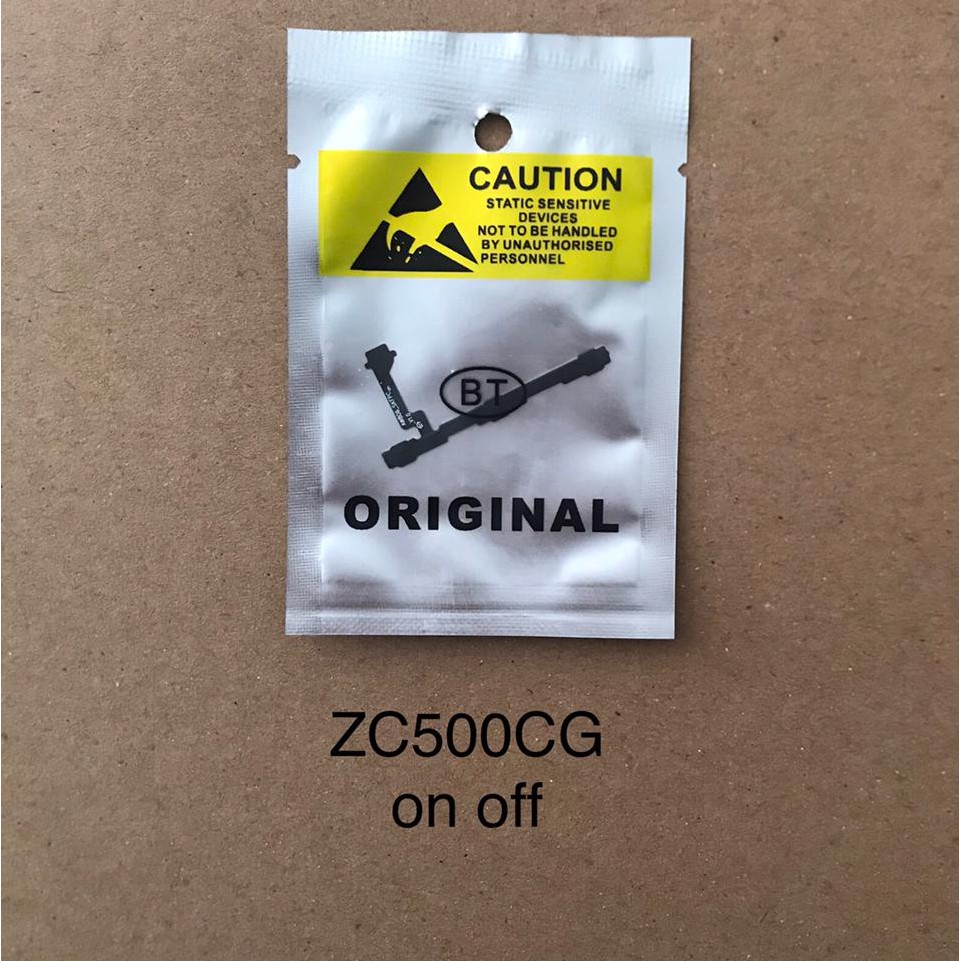 CAUTION
STATIC SENSITIVE
DEVICES
NOT TO BE HANDLED
BY UNAUTHORISED
PERSONNEL
BT
ORIGINAL
ZC500CG
on off